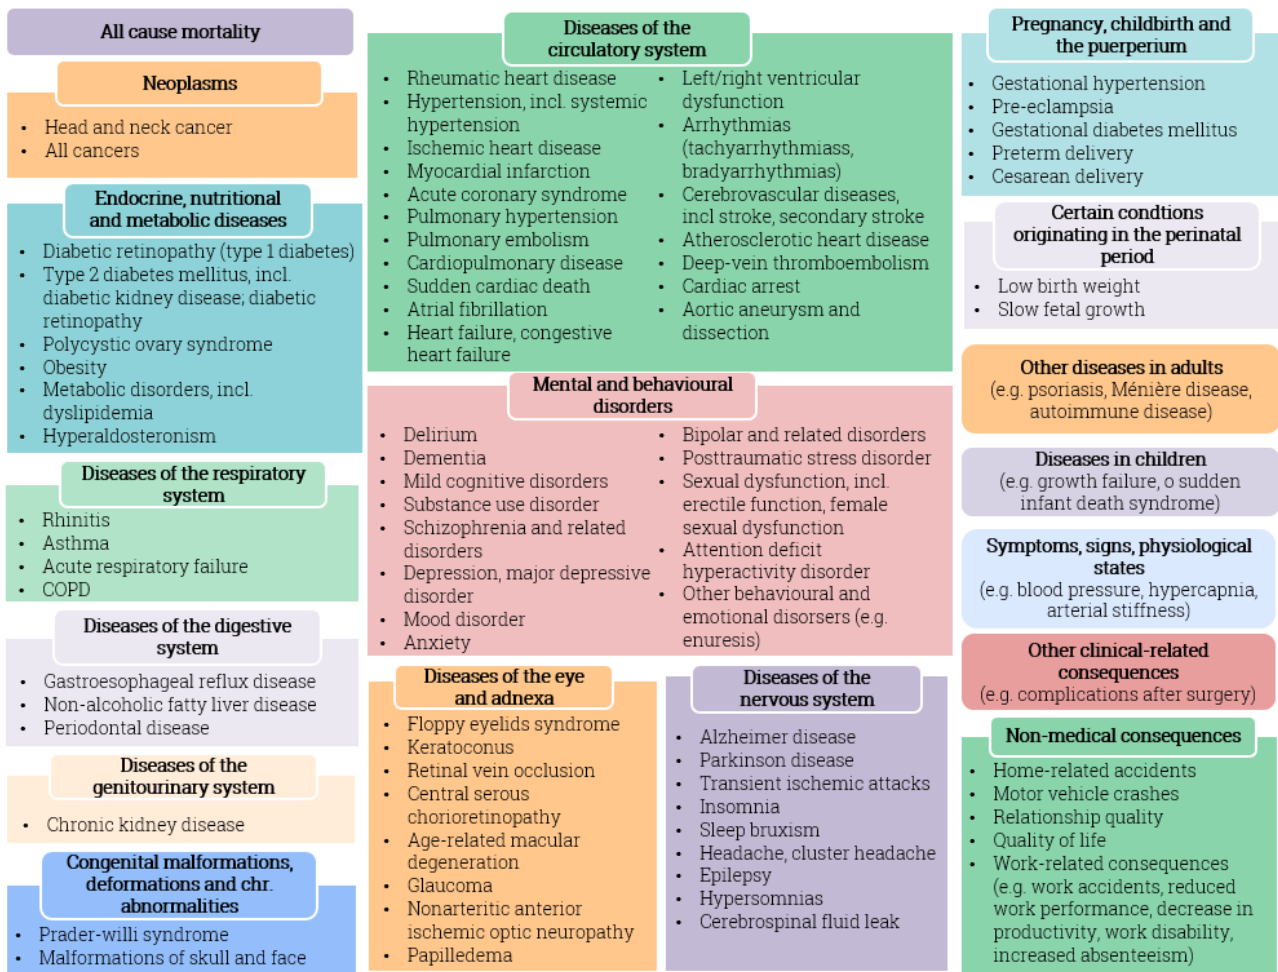 All cause mortality
Neoplasms
• Head and neck cancer
• All cancers
Endocrine, nutritional
and metabolic diseases
• Diabetic retinopathy (type 1 diabetes)
• Type 2 diabetes mellitus, incl.
diabetic kidney disease; diabetic
retinopathy
• Polycystic ovary syndrome
• Obesity
• Metabolic disorders, incl.
dyslipidemia
• Hyperaldosteronism
Diseases of the respiratory
system
• Rhinitis
• Asthma
• Acute respiratory failure
• COPD
Diseases of the digestive
system
• Gastroesophageal reflux disease
• Non-alcoholic fatty liver disease
• Periodontal disease
Diseases of the
genitourinary system
• Chronic kidney disease
Congenital malformations,
deformations and chr.
abnormalities
• Prader-willi syndrome
• Malformations of skull and face
Diseases of the
circulatory system
• Rheumatic heart disease
• Hypertension, incl. systemic
hypertension
• Ischemic heart disease
• Myocardial infarction
• Acute coronary syndrome
• Pulmonary hypertension
• Pulmonary embolism
• Cardiopulmonary disease
• Sudden cardiac death
• Atrial fibrillation
• Heart failure, congestive
heart failure
• Left/right ventricular
dysfunction
• Arrhythmias
(tachyarrhythmiass,
bradyarrhythmias)
• Cerebrovascular diseases,
incl stroke, secondary stroke
• Atherosclerotic heart disease
• Deep-vein thromboembolism
• Cardiac arrest
• Aortic aneurysm and
dissection
Mental and behavioural
disorders
• Delirium
• Dementia
• Mild cognitive disorders
• Substance use disorder
• Schizophrenia and related
disorders
• Depression, major depressive
disorder
• Mood disorder
• Anxiety
• Bipolar and related disorders
• Posttraumatic stress disorder
• Sexual dysfunction, incl.
erectile function, female
sexual dysfunction
• Attention deficit
hyperactivity disorder
• Other behavioural and
emotional disorsers (e.g.
enuresis)
Diseases of the eye
and adnexa
• Floppy eyelids syndrome
• Keratoconus
• Retinal vein occlusion
• Central serous
chorioretinopathy
• Age-related macular
degeneration
• Glaucoma
• Nonarteritic anterior
ischemic optic neuropathy
• Papilledema
Diseases of the
nervous system
• Alzheimer disease
• Parkinson disease
• Transient ischemic attacks
• Insomnia
• Sleep bruxism
• Headache, cluster headache
• Epilepsy
• Hypersomnias
• Cerebrospinal fluid leak
Pregnancy, childbirth and
the puerperium
• Gestational hypertension
• Pre-eclampsia
• Gestational diabetes mellitus
• Preterm delivery
• Cesarean delivery
Certain condtions
originating in the perinatal
period
• Low birth weight
• Slow fetal growth
Other diseases in adults
(e.g. psoriasis, Ménière disease,
autoimmune disease)
Diseases in children
(e.g. growth failure, o sudden
infant death syndrome)
Symptoms, signs, physiological
states
(e.g. blood pressure, hypercapnia,
arterial stiffness)
Other clinical-related
consequences
(e.g. complications after surgery)
Non-medical consequences
• Home-related accidents
• Motor vehicle crashes
• Relationship quality
• Quality of life
• Work-related consequences
(e.g. work accidents, reduced
work performance, decrease in
productivity, work disability,
increased absenteeism)